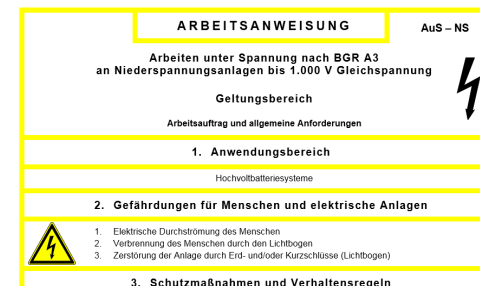 ARBEITSANWEISUNG
AuS – NS
Arbeiten unter Spannung nach BGR A3
an Niederspannungsanlagen bis 1.000 V Gleichspannung
Geltungsbereich
Arbeitsauftrag und allgemeine Anforderungen
1. Anwendungsbereich
Hochvoltbatteriesysteme
2. Gefährdungen für Menschen und elektrische Anlagen
1. Elektrische Durchströmung des Menschen
2. Verbrennung des Menschen durch den Lichtbogen
3. Zerstörung der Anlage durch Erd- und/oder Kurzschlüsse (Lichtbogen)
3. Schutzmaßnahmen und Verhaltensregeln